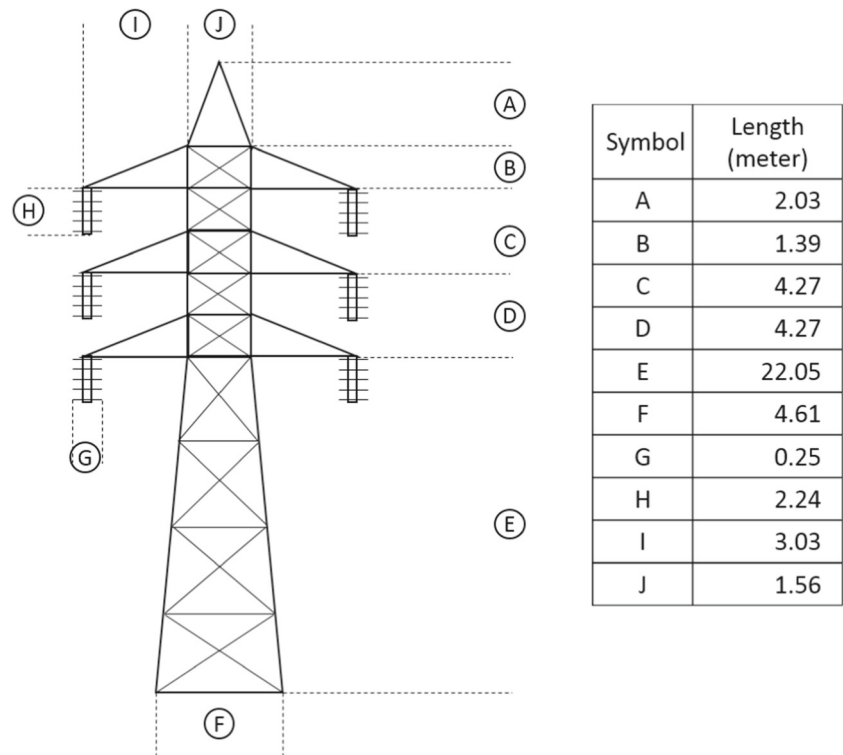 I
J
A
B
H
C
D
G
E
F
Symbol Length (meter)
A 2.03
B 1.39
C 4.27
D 4.27
E 22.05
F 4.61
G 0.25
H 2.24
I 3.03
J 1.56